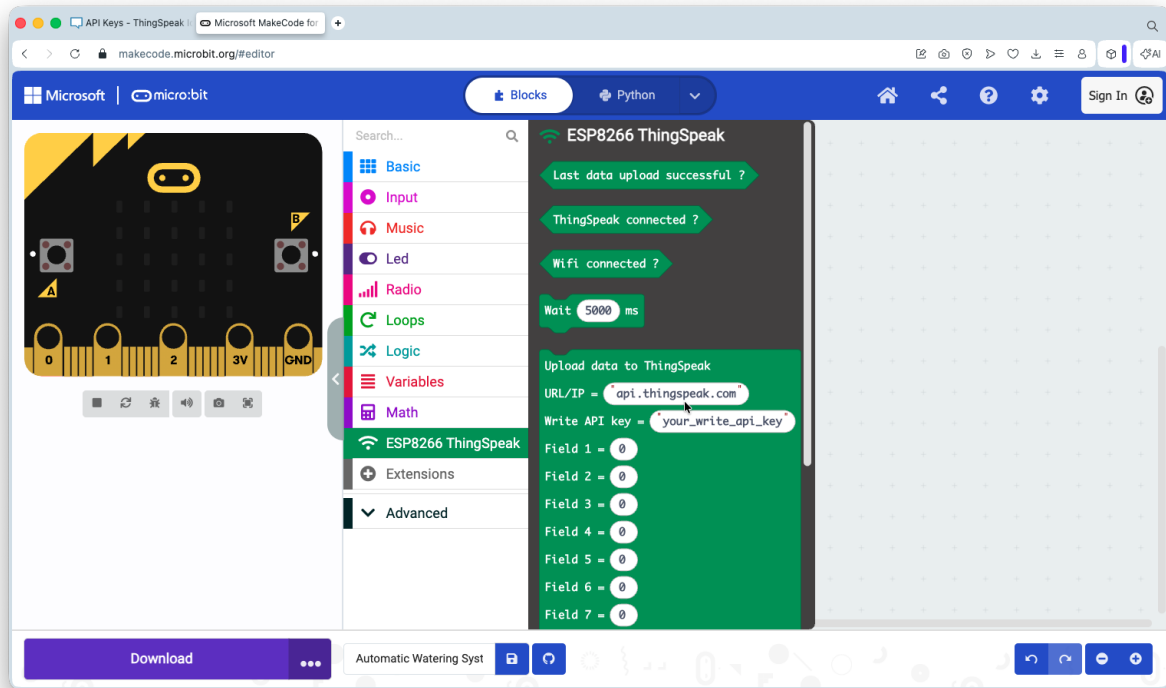 API Keys - ThingSpeak
Microsoft MakeCode for
makecode.microbit.org/#editor
AI
Microsoft
micro:bit
Blocks
Python
Sign In
B
A
0 1 2 3V GND
Search...
Basic
Input
Music
Led
Radio
Loops
Logic
Variables
Math
ESP8266 ThingSpeak
Extensions
Advanced
ESP8266 ThingSpeak
Last data upload successful ?
ThingSpeak connected ?
Wifi connected ?
Wait 5000 ms
Upload data to ThingSpeak
URL/IP = "api.thingspeak.com"
Write API key = "your_write_api_key"
Field 1 = 0
Field 2 = 0
Field 3 = 0
Field 4 = 0
Field 5 = 0
Field 6 = 0
Field 7 = 0
Download
Automatic Watering Syst